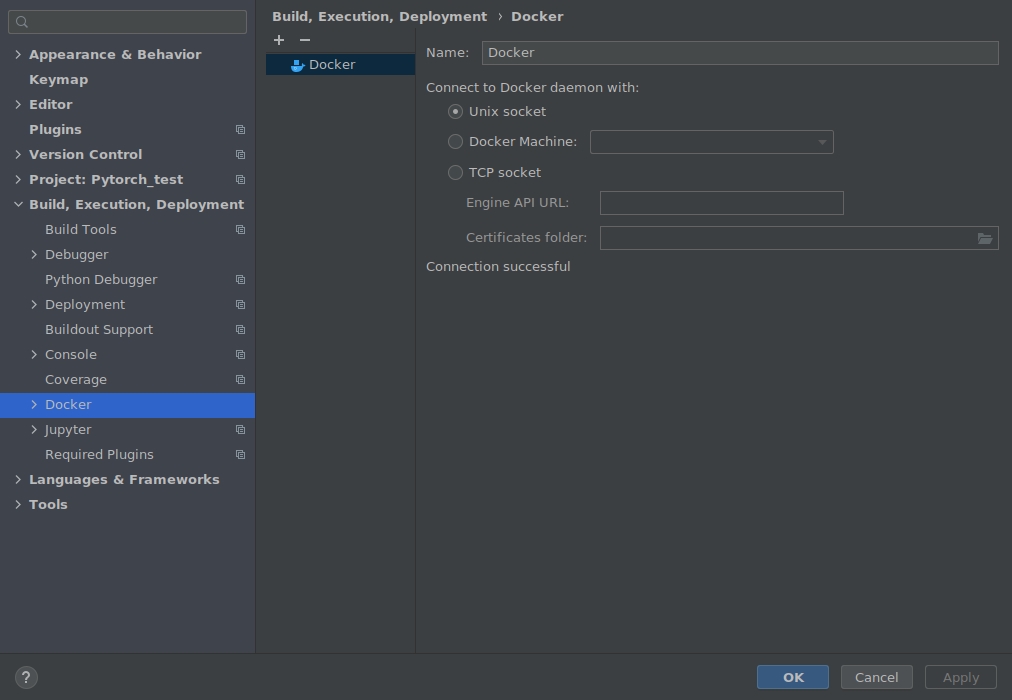 Appearance & Behavior
Keymap
Editor
Plugins
Version Control
Project: Pytorch_test
Build, Execution, Deployment
Build Tools
Debugger
Python Debugger
Deployment
Buildout Support
Console
Coverage
Docker
Jupyter
Required Plugins
Languages & Frameworks
Tools
Build, Execution, Deployment › Docker
Docker
Name: Docker
Connect to Docker daemon with:
Unix socket
Docker Machine:
TCP socket
Engine API URL:
Certificates folder:
Connection successful
?
OK Cancel Apply